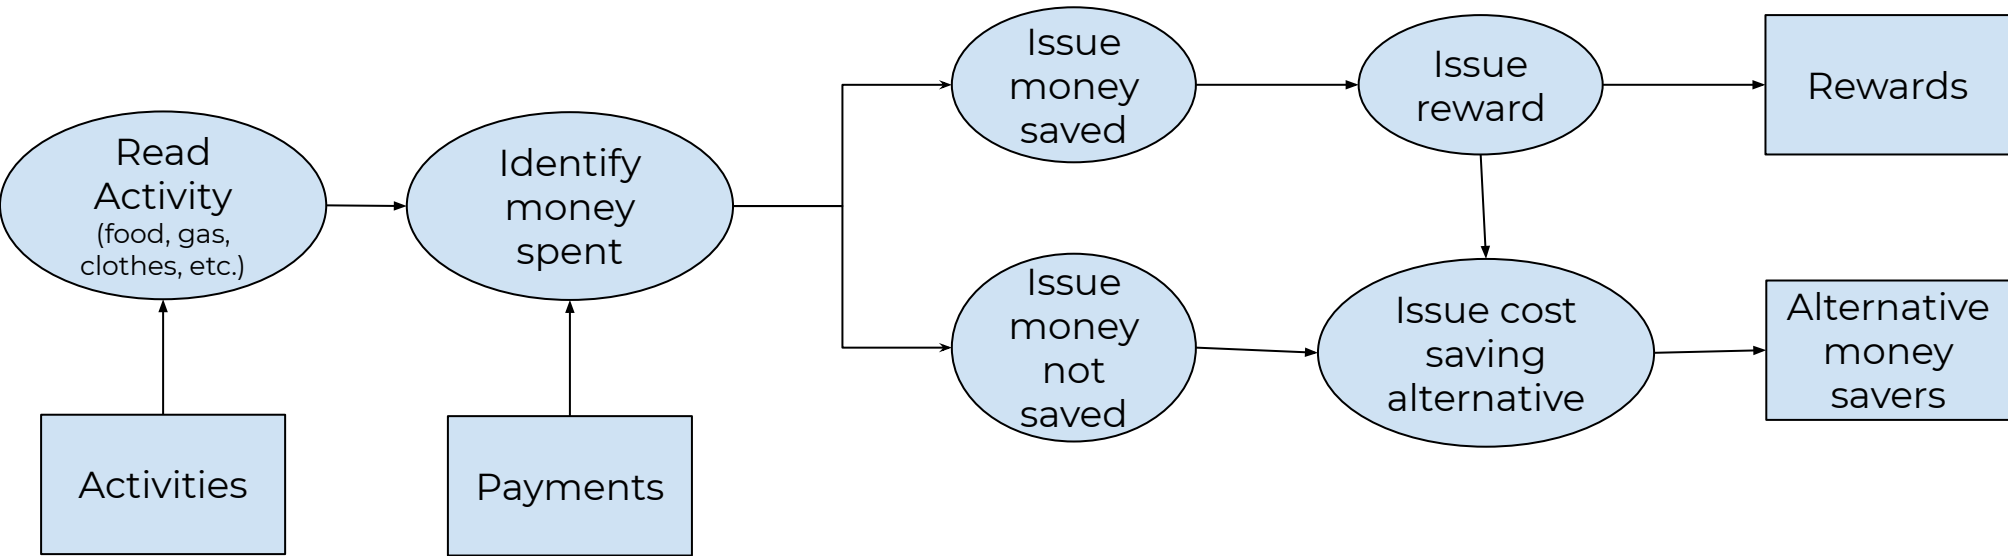 Read
Activity
(food, gas,
clothes, etc.)
Identify
money
spent
Issue
money
saved
Issue
reward
Rewards
Issue
money
not
saved
Issue cost
saving
alternative
Alternative
money
savers
Activities
Payments